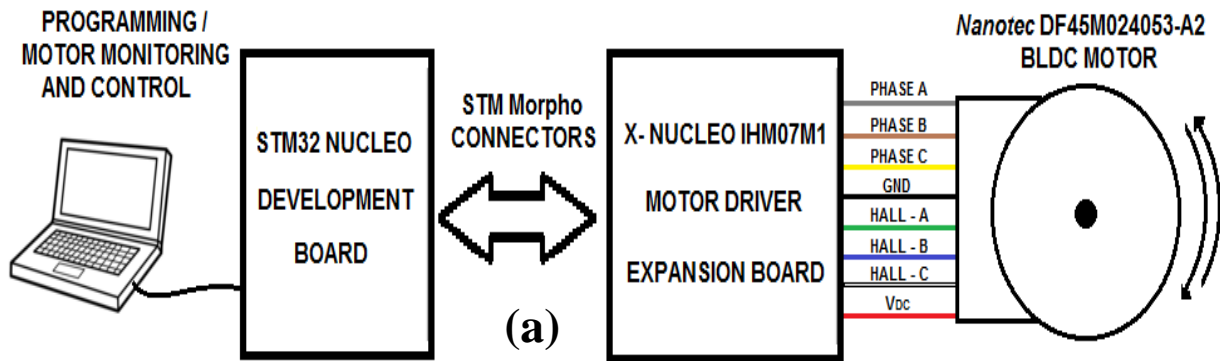 PROGRAMMING /
MOTOR MONITORING
AND CONTROL
STM32 NUCLEO
DEVELOPMENT
BOARD
STM Morpho
CONNECTORS
(a)
X- NUCLEO IHM07M1
MOTOR DRIVER
EXPANSION BOARD
PHASE A
PHASE B
PHASE C
GND
HALL - A
HALL - B
HALL - C
VDC
Nanotec DF45M024053-A2
BLDC MOTOR